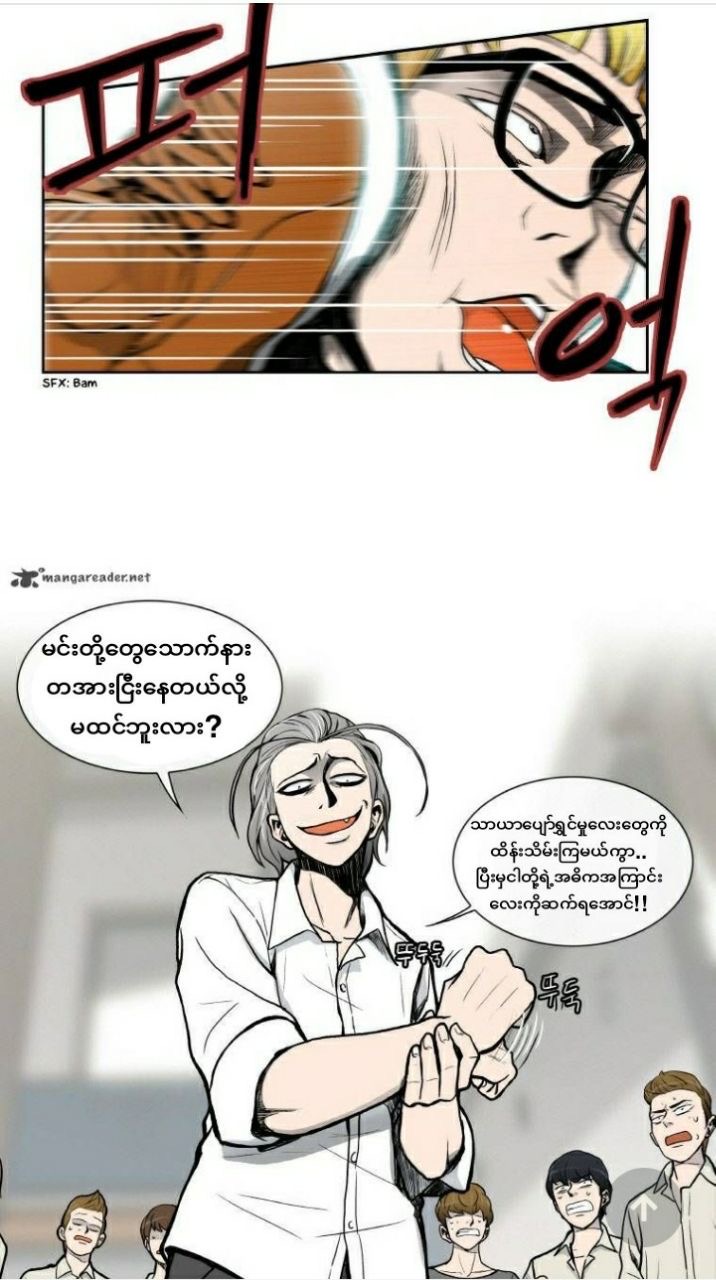 퍼
억
SFX: Bam
mangareader.net
မင်းတို့တွေသောက်နား
တအားငြီးနေတယ်လို့
မထင်ဘူးလား?
သာယာပျော်ရွှင်မှုလေးတွေကို
ထိန်းသိမ်းကြမယ်ကွာ..
ပြီးမှငါတို့ရဲ့အဓိကအကြာင်း
လေးကိုဆက်ရအောင်!!
뚜두둑
뚜둑